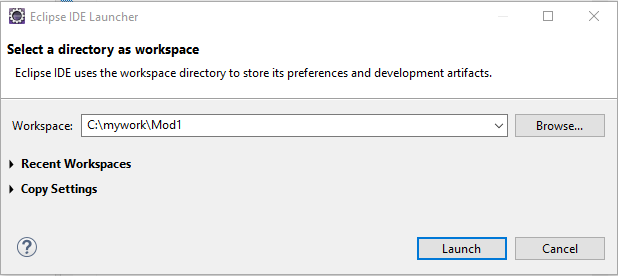 Eclipse IDE Launcher
Select a directory as workspace
Eclipse IDE uses the workspace directory to store its preferences and development artifacts.
Workspace: C:\mywork\Mod1 Browse...
Recent Workspaces
Copy Settings
? Launch Cancel